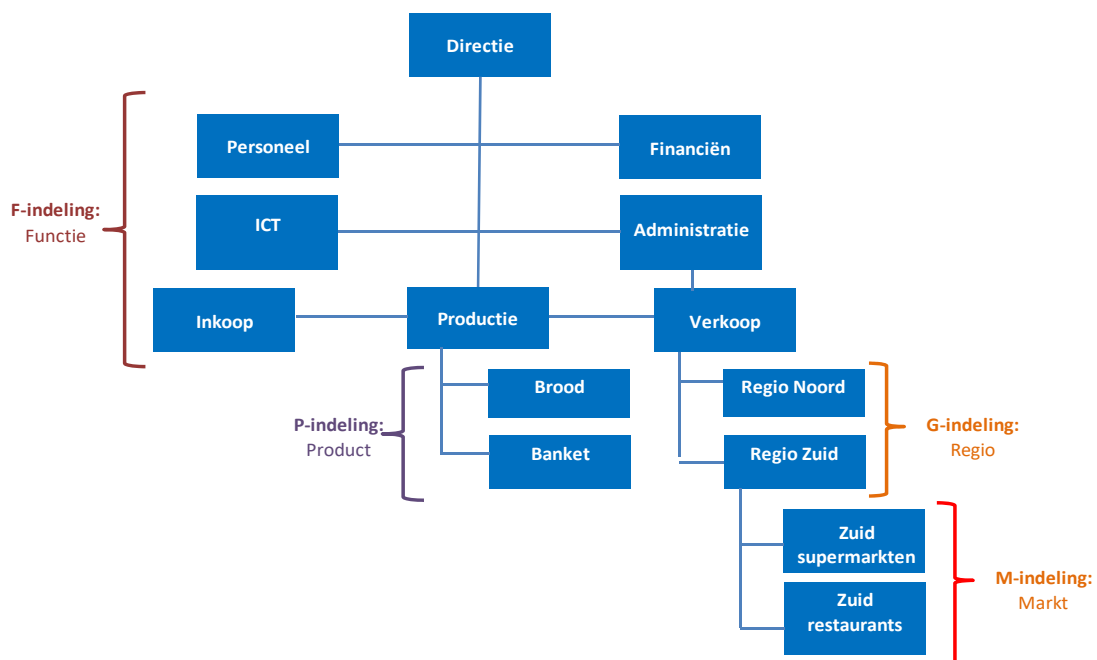 Directie
Personeel
Financiën
F-indeling:
Functie
ICT
Administratie
Inkoop
Productie
Verkoop
P-indeling:
Product
Brood
Banket
Regio Noord
Regio Zuid
G-indeling:
Regio
Zuid
supermarkten
Zuid
restaurants
M-indeling:
Markt